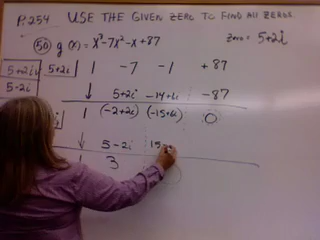 P. 254 USE THE GIVEN ZERO TO FIND ALL ZEROS.
50 g(x) = x³-7x²-x+87 zero = 5+2i
5+2i 5+2i 1 -7 -1 +87
5-2i ↓ 5+2i -14+6i -87
1 (-2+2i) (-15+6i) 0
↓ 5-2i 15
1 3